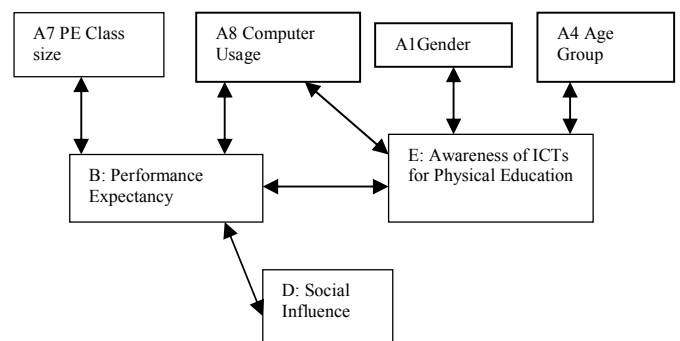 A7 PE Class
size
A8 Computer
Usage
A1Gender
A4 Age
Group
B: Performance
Expectancy
E: Awareness of ICTs
for Physical Education
D: Social
Influence